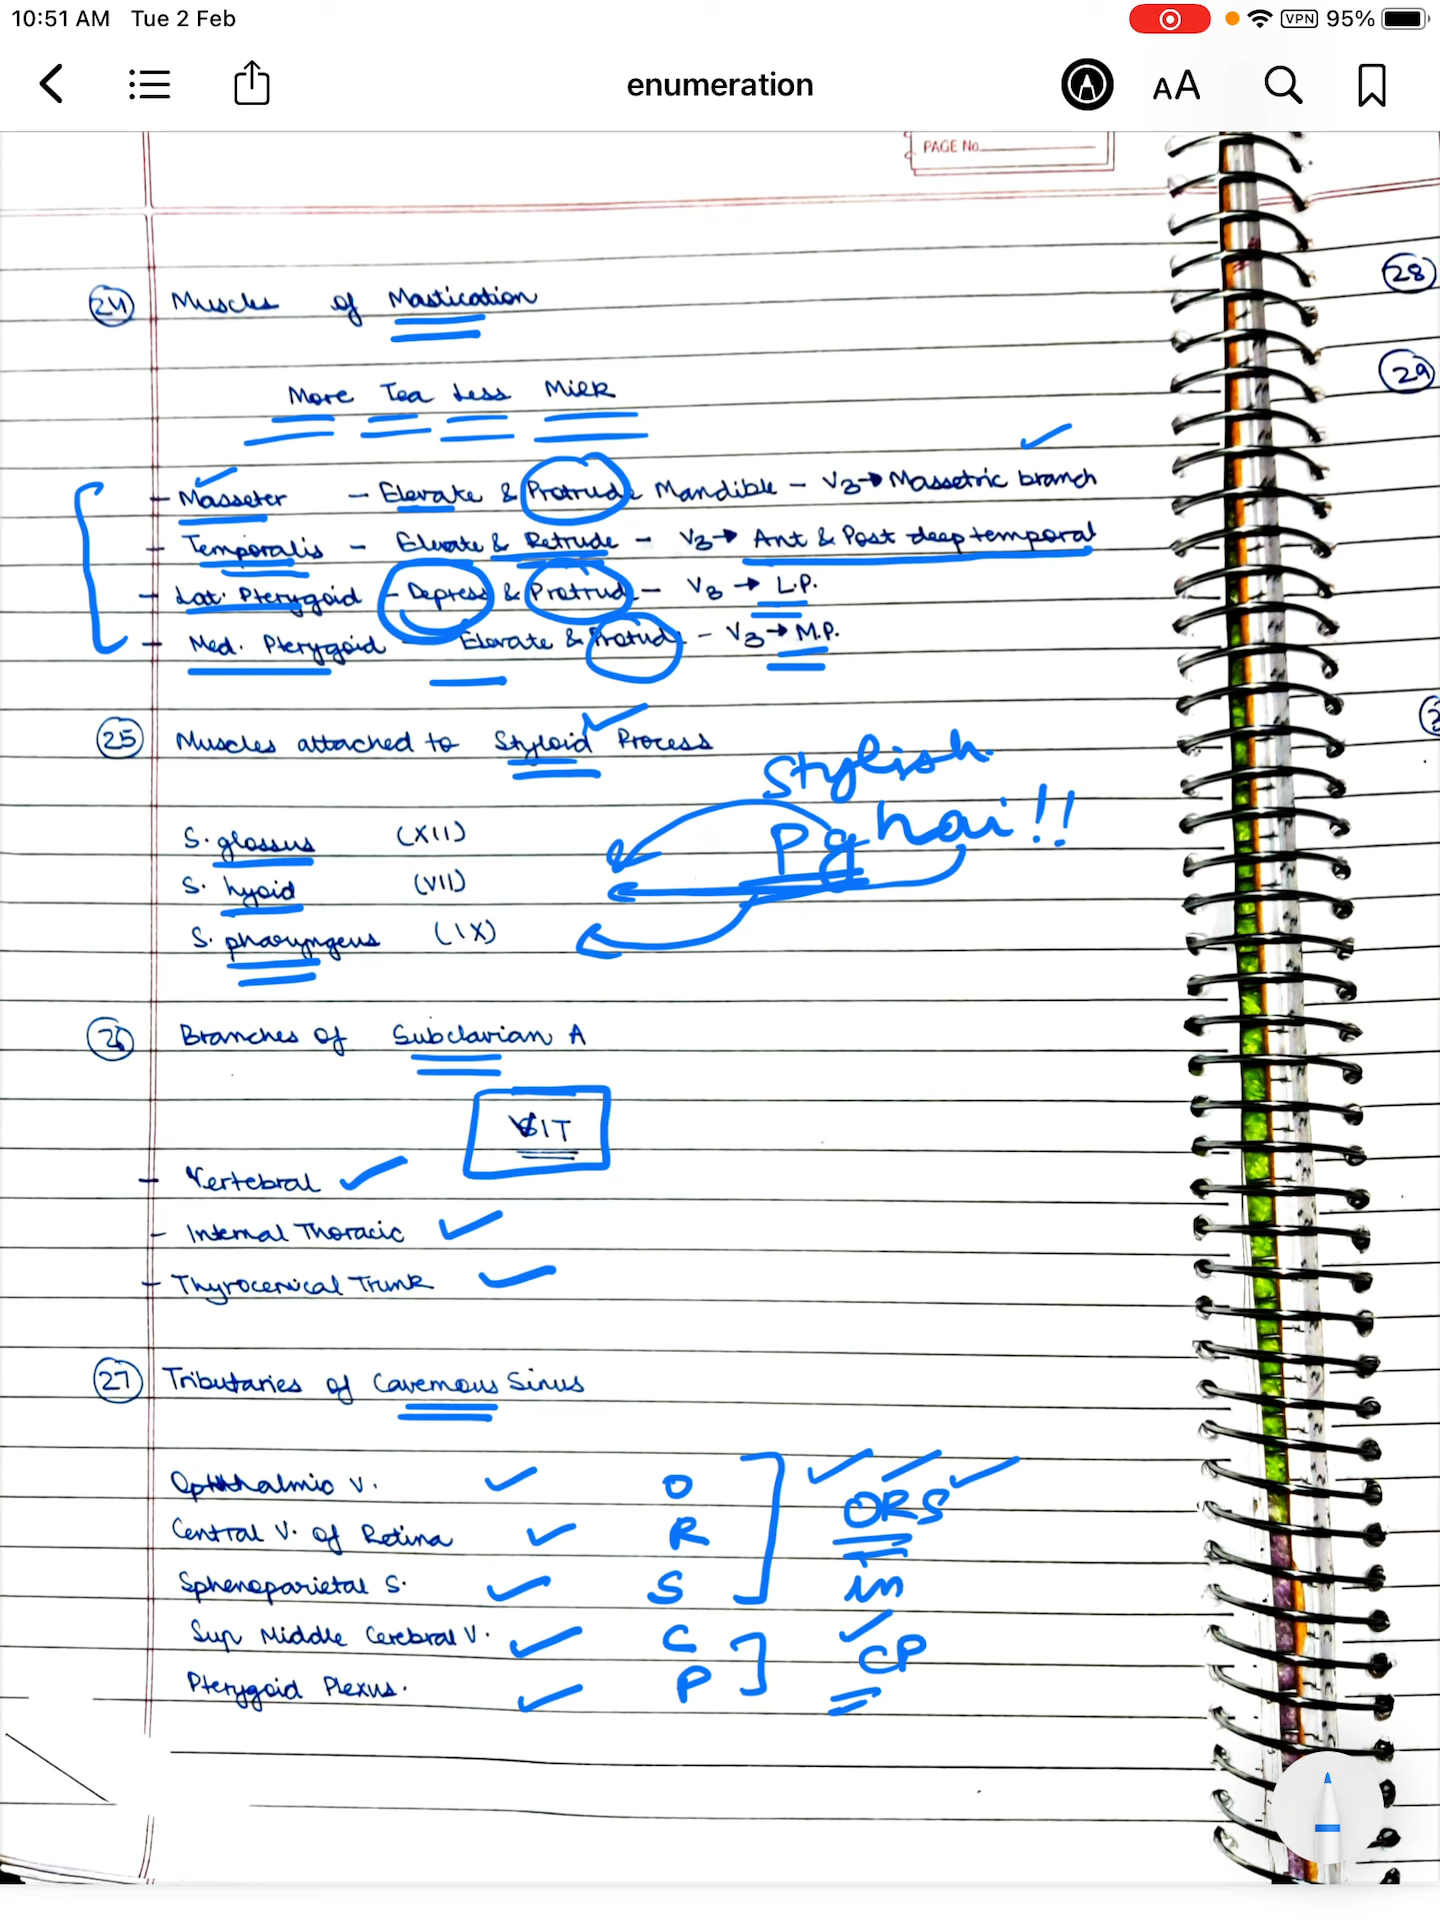 10:51 AM Tue 2 Feb
VPN 95%
enumeration
AA
PAGE No.
28
24 Muscles of Mastication
29
More Tea Less Milk
- Masseter - Elevate & Protrude Mandible - V3→ Massetric branch
- Temporalis - Elevate & Retrude - V3→ Ant & Post deep temporal
- Lat. Pterygoid - Depress & Protrud - V3 → L.P.
- Med. Pterygoid Elevate & Protud - V3 → M.P.
25 Muscles attached to Styloid Process
Stylish
Pg hai!!
S. glossus (XII)
S. hyoid (VII)
S. pharyngeus (IX)
26 Branches of Subclavian A
VIT
- Vertebral
- Internal Thoracic
- Thyrocervical Trunk
27 Tributaries of Cavernous Sinus
Ophthalmic V. O
ORS
Central V. of Retina R
Sphenoparietal S. S in
Sup Middle Cerebral V. C
CP
Pterygoid Plexus. P